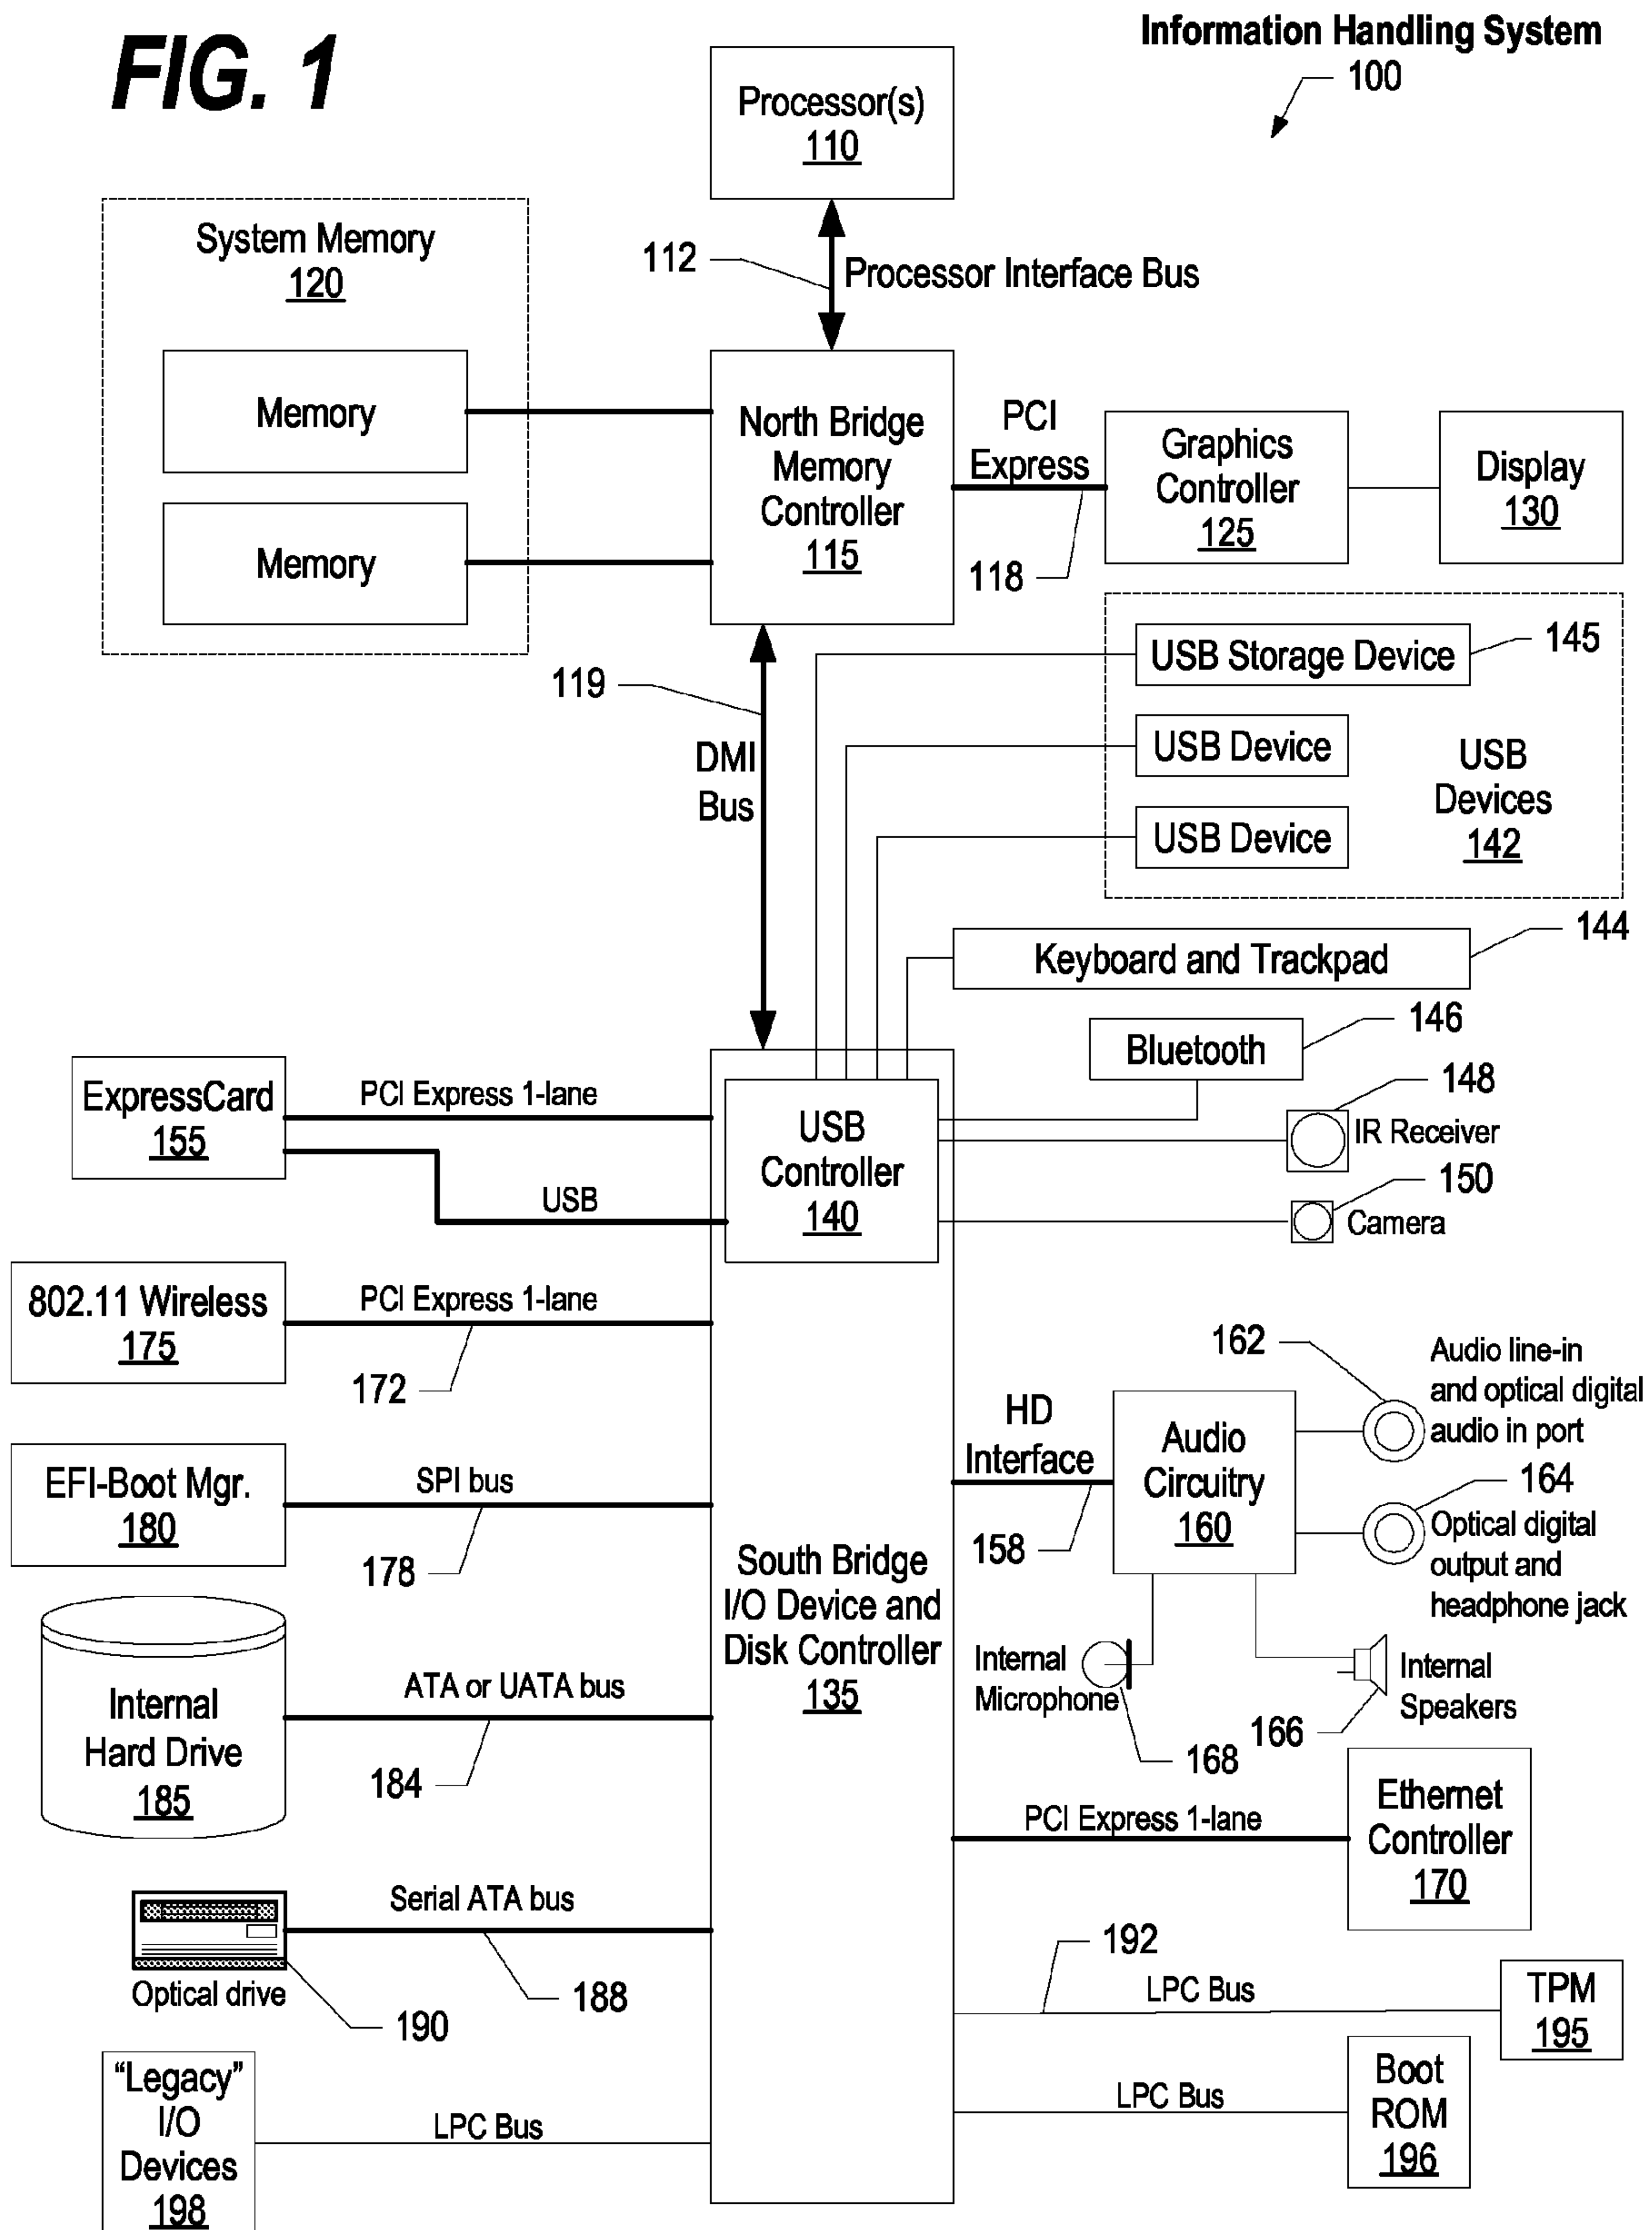 FIG. 1
Information Handling System
100
Processor(s)
110
112
Processor Interface Bus
System Memory
120
Memory
Memory
North Bridge
Memory
Controller
115
PCI
Express
118
Graphics
Controller
125
Display
130
119
DMI
Bus
USB Storage Device
145
USB Device
USB Device
USB
Devices
142
Keyboard and Trackpad
144
Bluetooth
146
148
IR Receiver
150
Camera
ExpressCard
155
PCI Express 1-lane
USB
USB
Controller
140
802.11 Wireless
175
PCI Express 1-lane
172
EFI-Boot Mgr.
180
SPI bus
178
Internal
Hard Drive
185
ATA or UATA bus
184
South Bridge
I/O Device and
Disk Controller
135
HD
Interface
158
Audio
Circuitry
160
162
Audio line-in
and optical digital
audio in port
164
Optical digital
output and
headphone jack
Internal
Microphone
168
166
Internal
Speakers
PCI Express 1-lane
Ethernet
Controller
170
Serial ATA bus
188
Optical drive
190
192
LPC Bus
TPM
195
LPC Bus
Boot
ROM
196
“Legacy”
I/O
Devices
198
LPC Bus